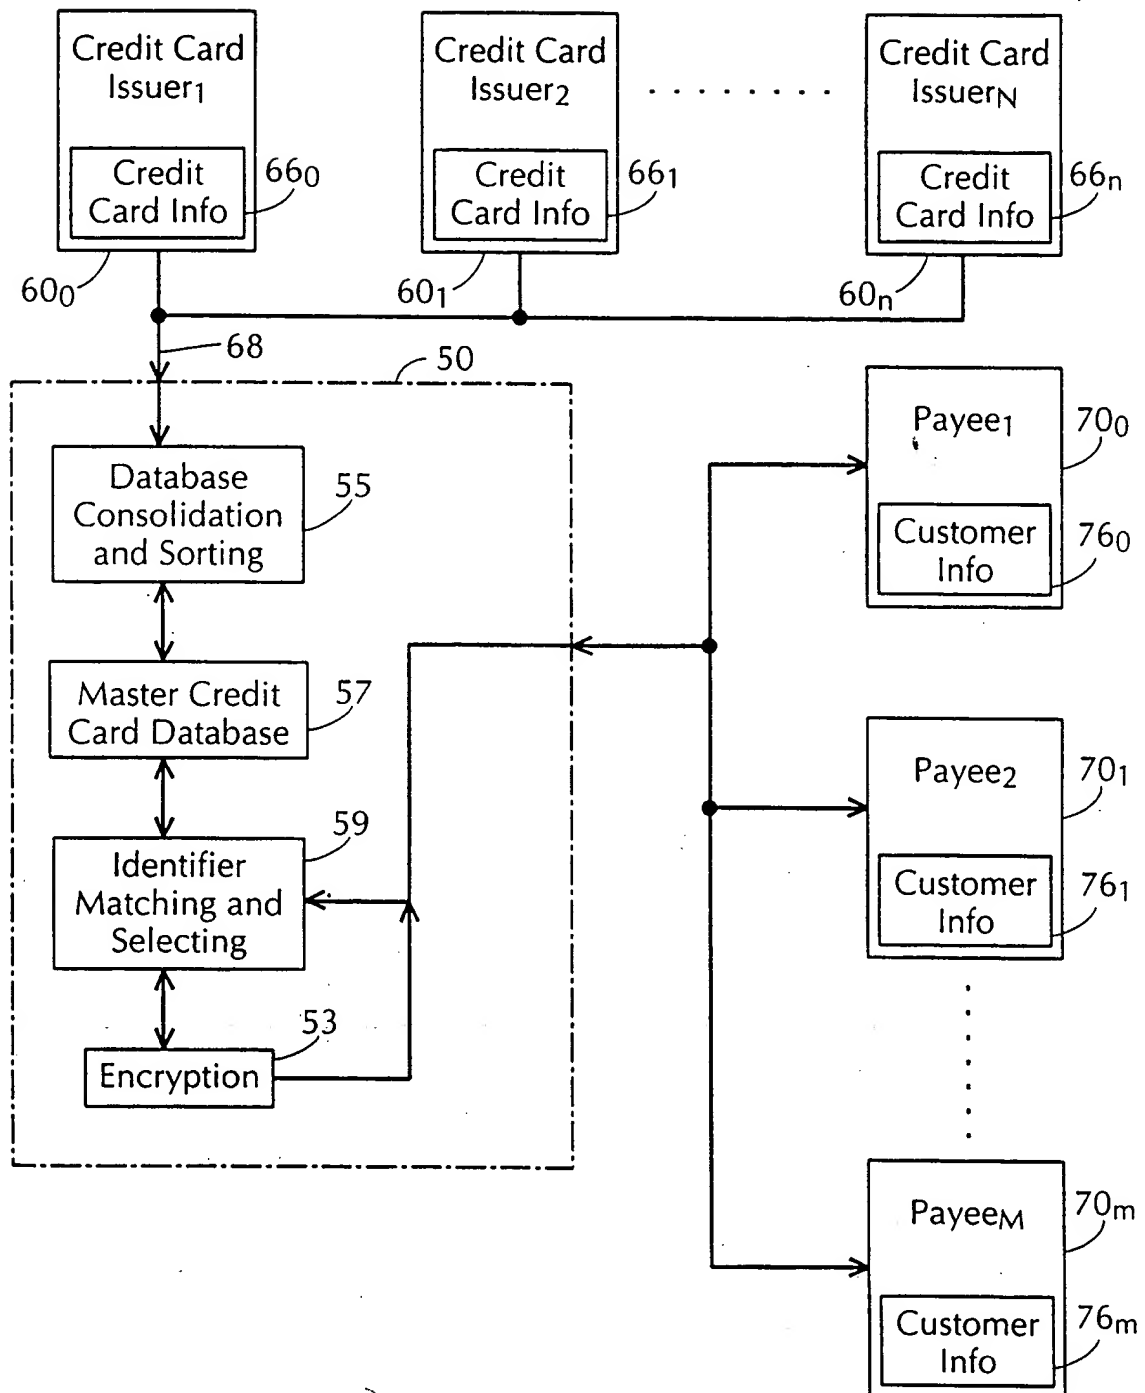 Credit Card
Issuer₁
Credit
Card Info
66₀
60₀
Credit Card
Issuer₂
Credit
Card Info
66₁
60₁
Credit Card
Issuer_N
Credit
Card Info
66ₙ
60ₙ
68
50
Database
Consolidation
and Sorting
55
Master Credit
Card Database
57
Identifier
Matching and
Selecting
59
Encryption
53
Payee₁
70₀
Customer
Info
76₀
Payee₂
70₁
Customer
Info
76₁
Payee_M
70ₘ
Customer
Info
76ₘ